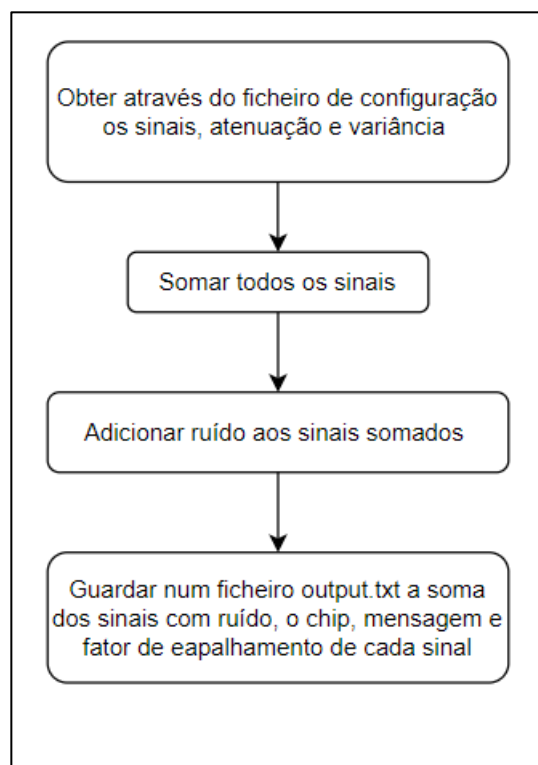 Obter através do ficheiro de configuração
os sinais, atenuação e variância
Somar todos os sinais
Adicionar ruído aos sinais somados
Guardar num ficheiro output.txt a soma
dos sinais com ruído, o chip, mensagem e
fator de eapalhamento de cada sinal